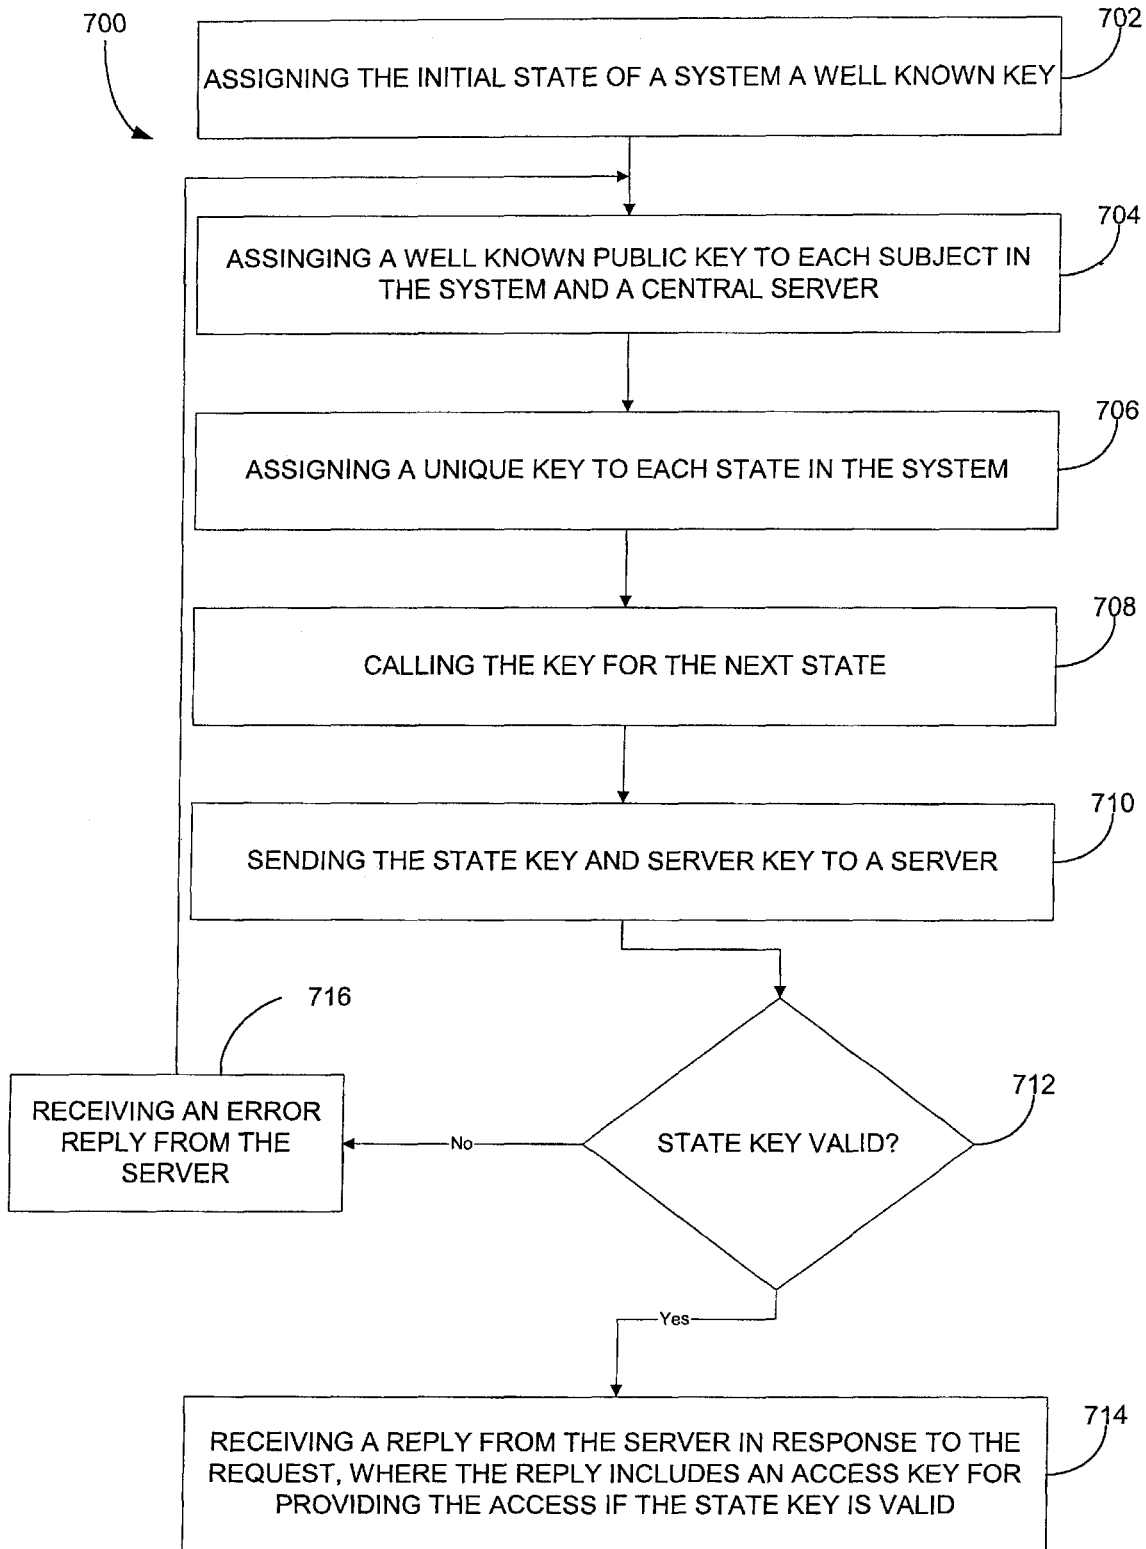 700
702
ASSIGNING THE INITIAL STATE OF A SYSTEM A WELL KNOWN KEY
704
ASSINGING A WELL KNOWN PUBLIC KEY TO EACH SUBJECT IN
THE SYSTEM AND A CENTRAL SERVER
706
ASSIGNING A UNIQUE KEY TO EACH STATE IN THE SYSTEM
708
CALLING THE KEY FOR THE NEXT STATE
710
SENDING THE STATE KEY AND SERVER KEY TO A SERVER
716
712
RECEIVING AN ERROR
REPLY FROM THE
SERVER
No
STATE KEY VALID?
Yes
714
RECEIVING A REPLY FROM THE SERVER IN RESPONSE TO THE
REQUEST, WHERE THE REPLY INCLUDES AN ACCESS KEY FOR
PROVIDING THE ACCESS IF THE STATE KEY IS VALID